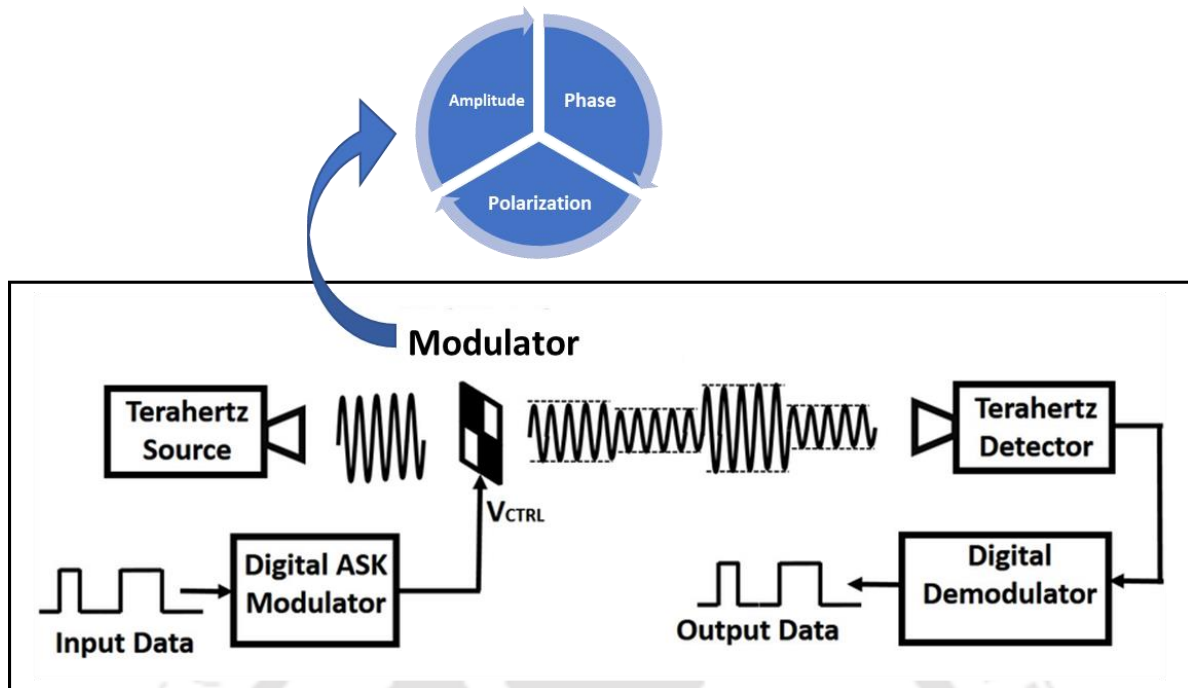 Amplitude
Phase
Polarization
Modulator
Terahertz
Source
Terahertz
Detector
VCTRL
Digital ASK
Modulator
Input Data
Digital
Demodulator
Output Data